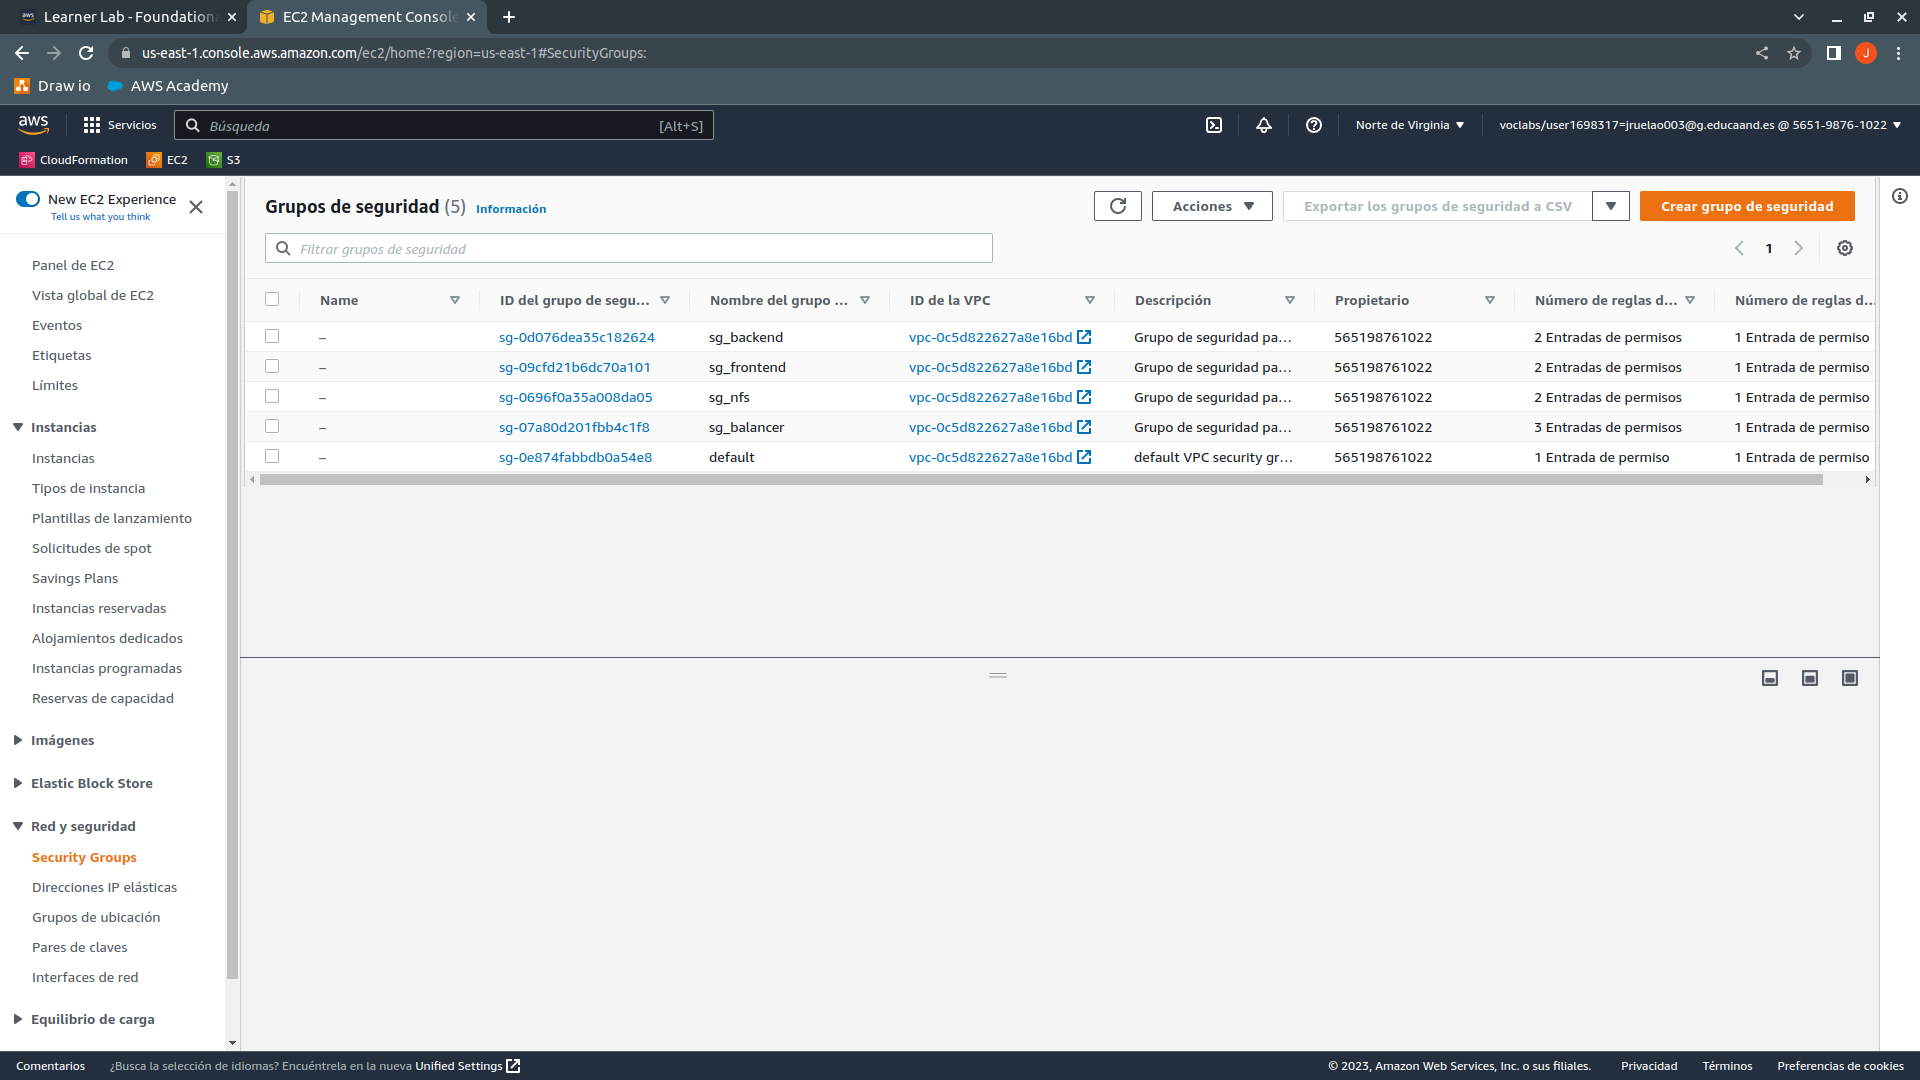 Learner Lab - Foundation
EC2 Management Console
us-east-1.console.aws.amazon.com/ec2/home?region=us-east-1#SecurityGroups:
J
Draw io
AWS Academy
aws
Servicios
Búsqueda
[Alt+S]
Norte de Virginia
voclabs/user1698317=jruelao003@g.educaand.es @ 5651-9876-1022
CloudFormation
EC2
S3
New EC2 Experience
Tell us what you think
Panel de EC2
Vista global de EC2
Eventos
Etiquetas
Límites
Instancias
Instancias
Tipos de instancia
Plantillas de lanzamiento
Solicitudes de spot
Savings Plans
Instancias reservadas
Alojamientos dedicados
Instancias programadas
Reservas de capacidad
Imágenes
Elastic Block Store
Red y seguridad
Security Groups
Direcciones IP elásticas
Grupos de ubicación
Pares de claves
Interfaces de red
Equilibrio de carga
Grupos de seguridad (5) Información
Acciones
Exportar los grupos de seguridad a CSV
Crear grupo de seguridad
Filtrar grupos de seguridad
1
Name ID del grupo de segu... Nombre del grupo ... ID de la VPC Descripción Propietario Número de reglas d... Número de reglas d...
– sg-0d076dea35c182624 sg_backend vpc-0c5d822627a8e16bd Grupo de seguridad pa... 565198761022 2 Entradas de permisos 1 Entrada de permiso
– sg-09cfd21b6dc70a101 sg_frontend vpc-0c5d822627a8e16bd Grupo de seguridad pa... 565198761022 2 Entradas de permisos 1 Entrada de permiso
– sg-0696f0a35a008da05 sg_nfs vpc-0c5d822627a8e16bd Grupo de seguridad pa... 565198761022 2 Entradas de permisos 1 Entrada de permiso
– sg-07a80d201fbb4c1f8 sg_balancer vpc-0c5d822627a8e16bd Grupo de seguridad pa... 565198761022 3 Entradas de permisos 1 Entrada de permiso
– sg-0e874fabbdb0a54e8 default vpc-0c5d822627a8e16bd default VPC security gr... 565198761022 1 Entrada de permiso 1 Entrada de permiso
Comentarios
¿Busca la selección de idiomas? Encuéntrela en la nueva Unified Settings
© 2023, Amazon Web Services, Inc. o sus filiales.
Privacidad
Términos
Preferencias de cookies